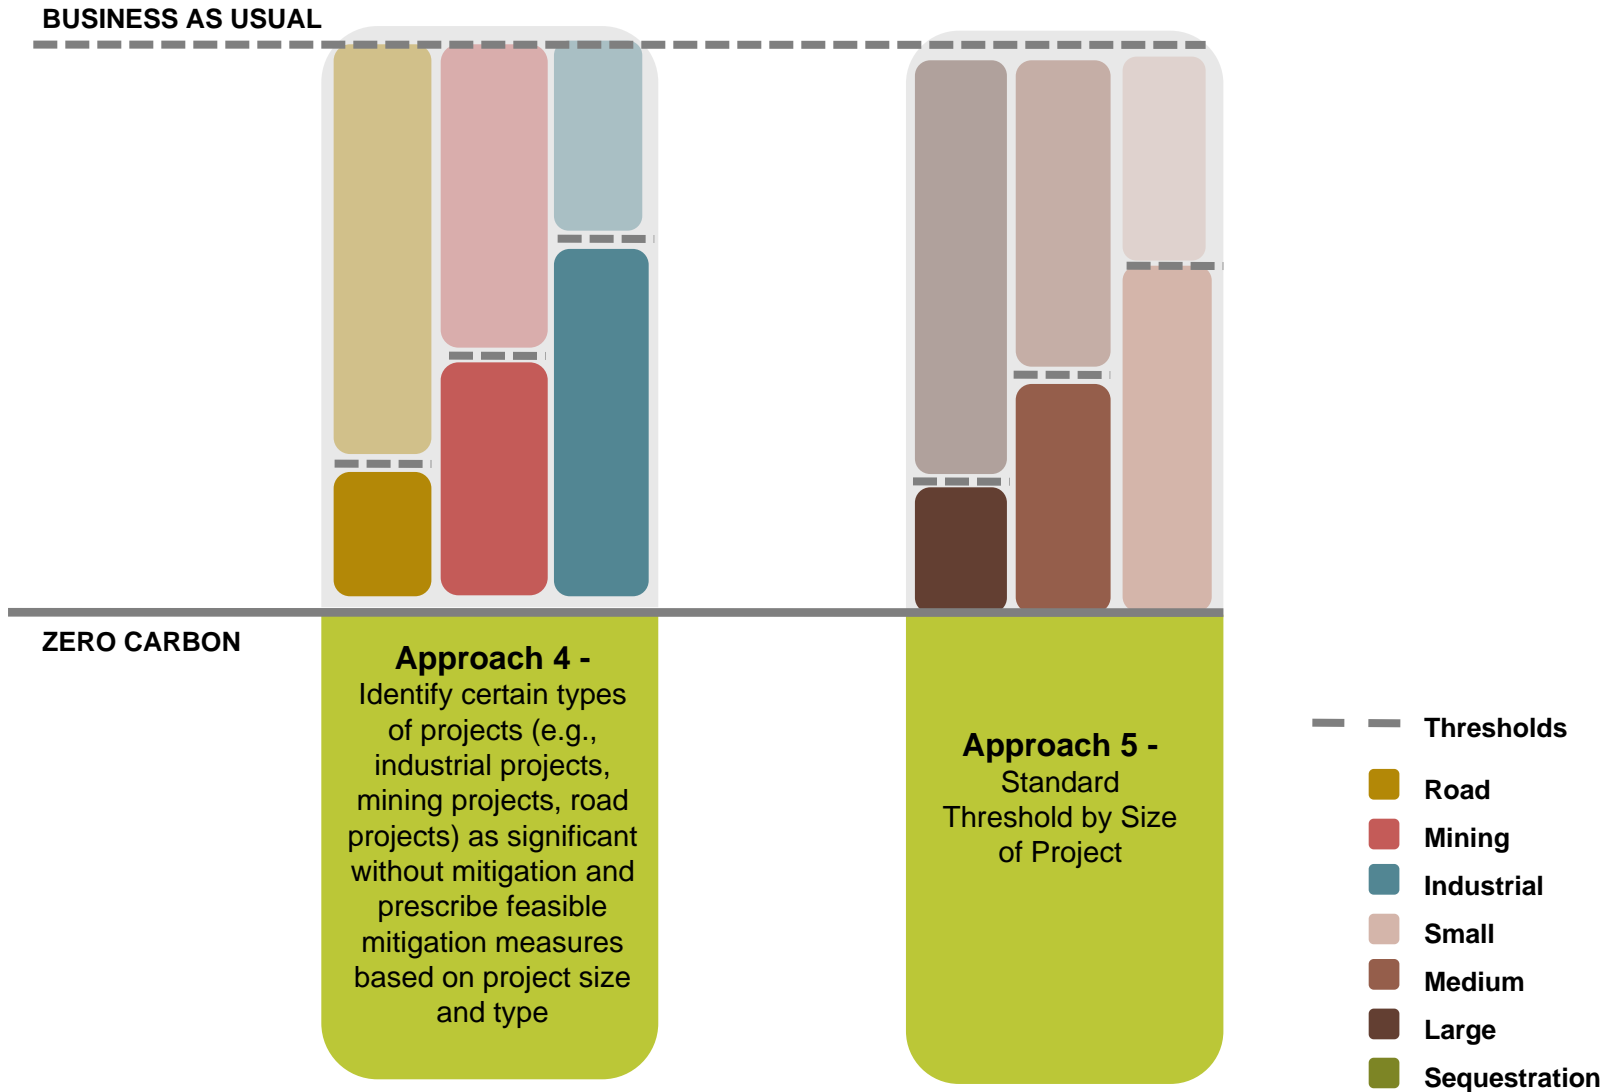 BUSINESS AS USUAL
ZERO CARBON
Approach 4 -
Identify certain types
of projects (e.g.,
industrial projects,
mining projects, road
projects) as significant
without mitigation and
prescribe feasible
mitigation measures
based on project size
and type
Approach 5 -
Standard
Threshold by Size
of Project
Thresholds
Road
Mining
Industrial
Small
Medium
Large
Sequestration